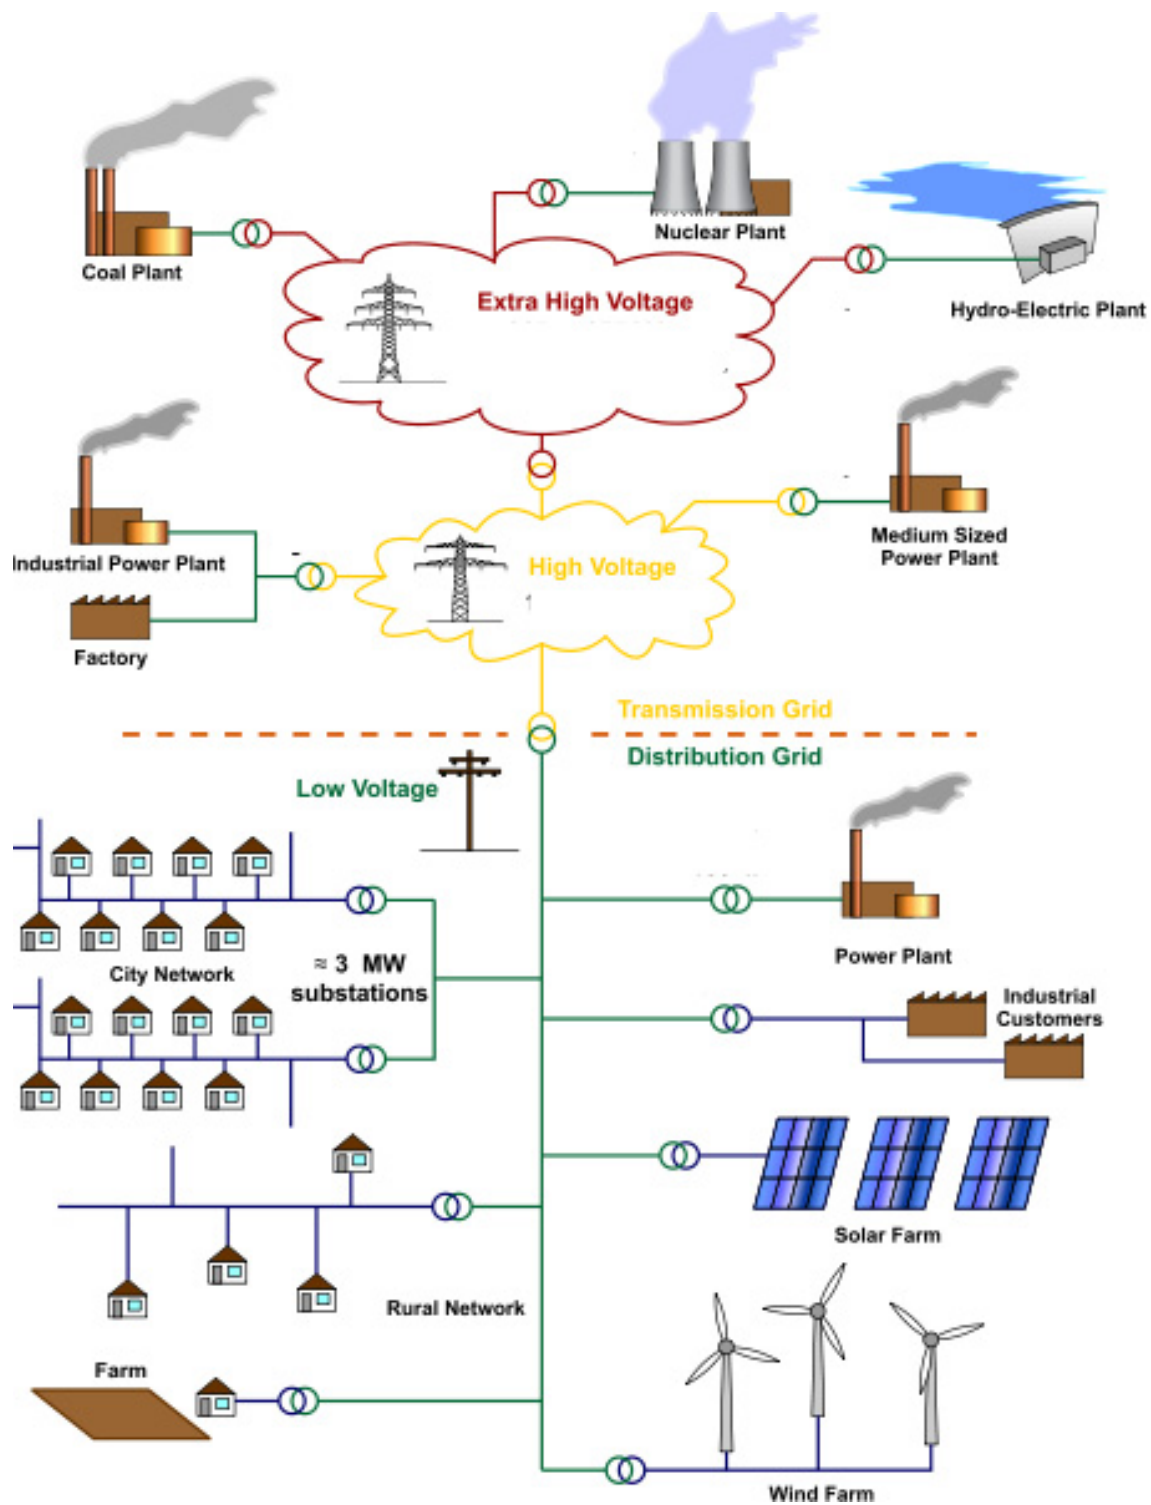 Nuclear Plant
Coal Plant
Extra High Voltage
Hydro-Electric Plant
Medium Sized
Power Plant
Industrial Power Plant
High Voltage
Factory
Transmission Grid
Distribution Grid
Low Voltage
Power Plant
City Network
≈ 3 MW
substations
Industrial
Customers
Solar Farm
Rural Network
Farm
Wind Farm